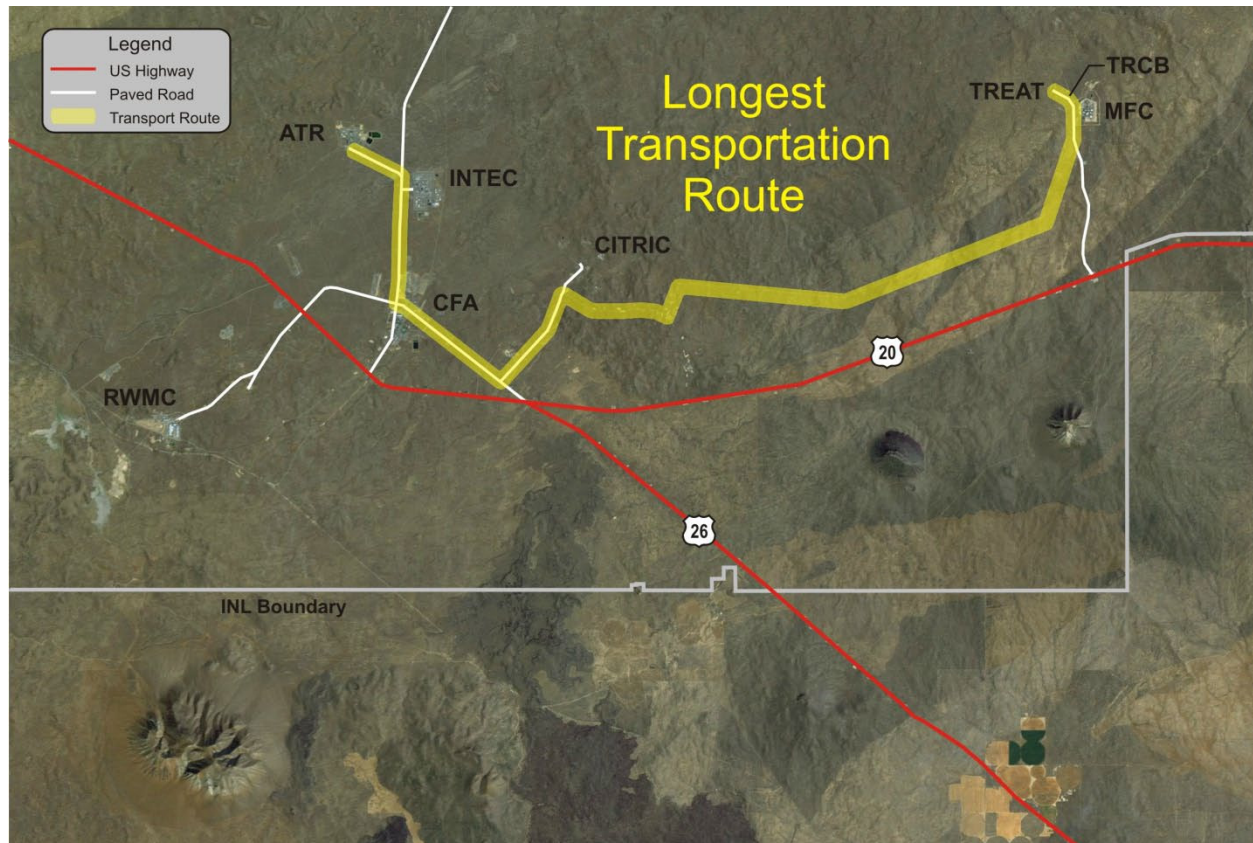 Legend
US Highway
Paved Road
Transport Route
Longest
Transportation
Route
TRCB
TREAT
MFC
ATR
INTEC
CITRIC
CFA
20
RWMC
26
INL Boundary